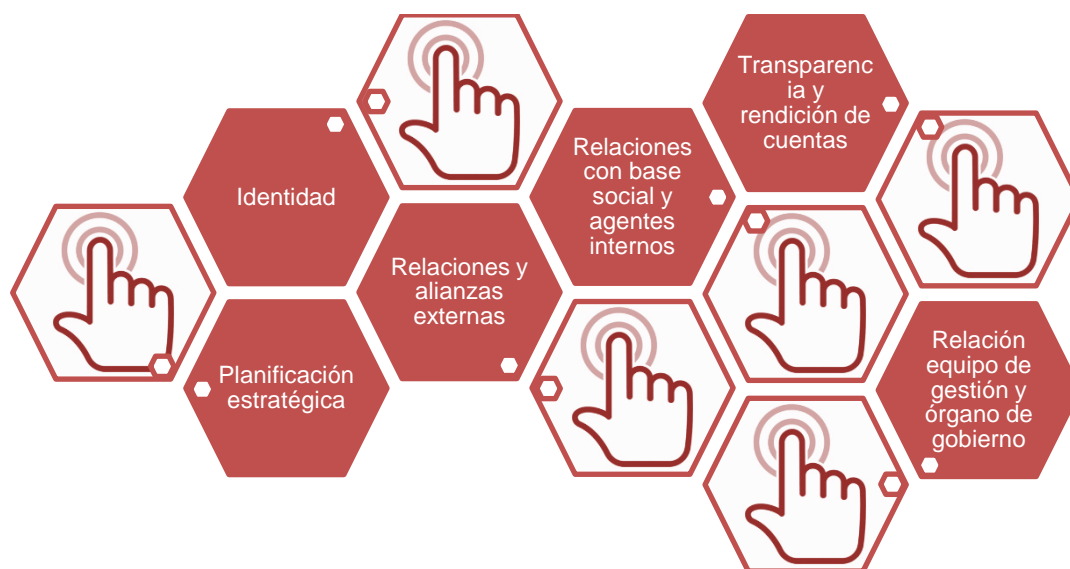 Identidad
Planificación
estratégica
Relaciones y
alianzas
externas
Relaciones
con base
social y
agentes
internos
Transparenc
ia y
rendición de
cuentas
Relación
equipo de
gestión y
órgano de
gobierno